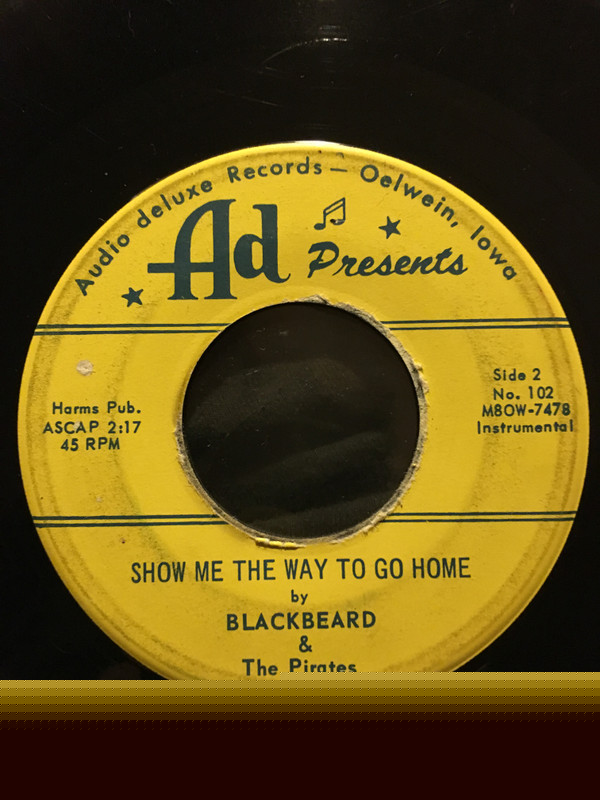 Audio deluxe Records — Oelwein, Iowa
Ad Presents
Harms Pub.
ASCAP 2:17
45 RPM
Side 2
No. 102
M8OW-7478
Instrumental
SHOW ME THE WAY TO GO HOME
by
BLACKBEARD
&
The Pirates